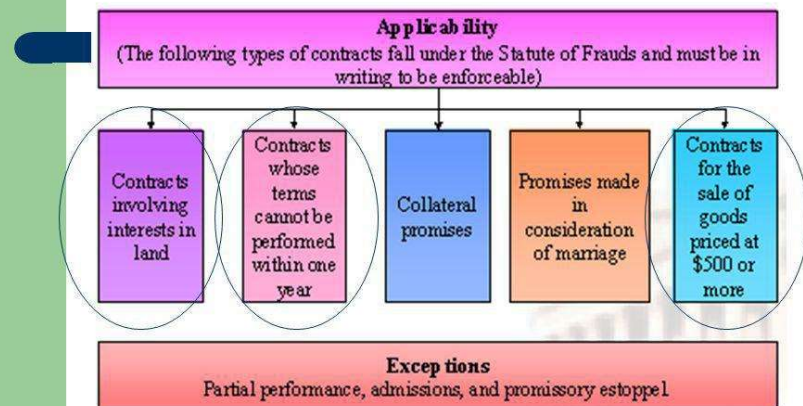 Applicability
(The following types of contracts fall under the Statute of Frauds and must be in
writing to be enforceable)
Contracts
involving
interests in
land
Contracts
whose
terms
cannot be
performed
within one
year
Collateral
promises
Promises made
in
consideration
of marriage
Contracts
for the
sale of
goods
priced at
$500 or
more
Exceptions
Partial performance, admissions, and promissory estoppel.